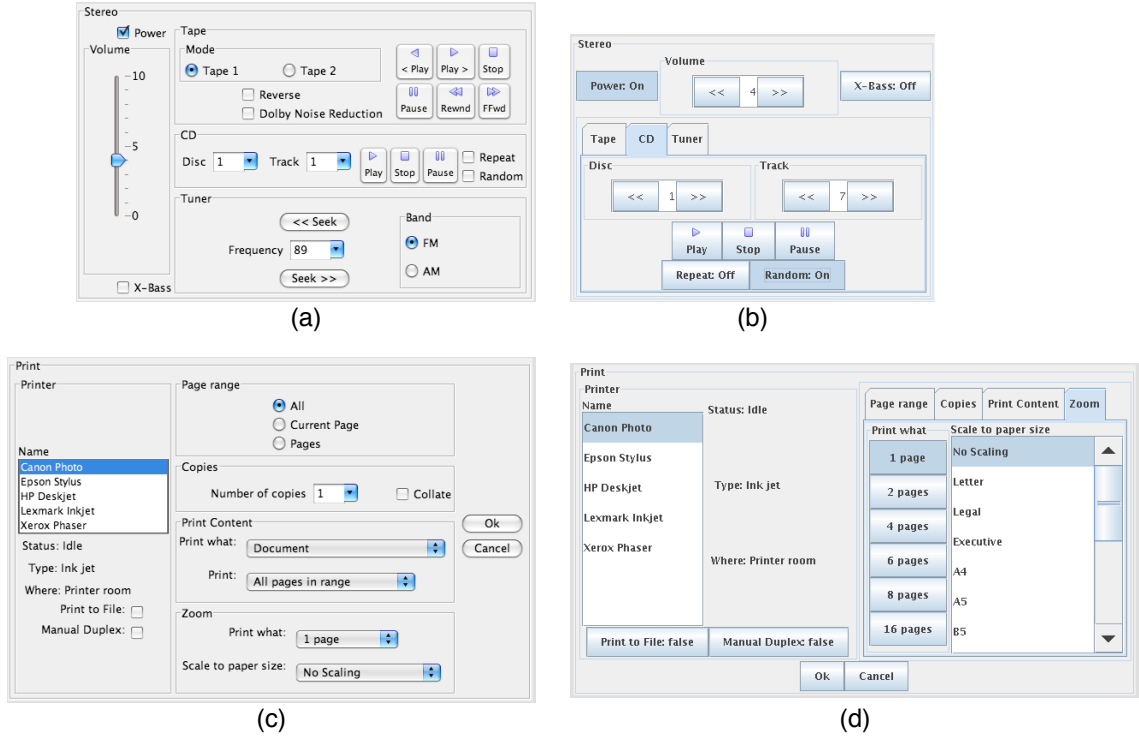 Stereo
Power
Volume
10
5
0
X-Bass
Tape
Mode
Tape 1 Tape 2
Reverse
Dolby Noise Reduction
< Play Play > Stop
Pause Rewnd FFwd
CD
Disc 1 Track 1
Play Stop Pause
Repeat
Random
Tuner
<< Seek
Frequency 89
Seek >>
Band
FM
AM
(a)
Stereo
Power: On
Volume
<< 4 >>
X-Bass: Off
Tape CD Tuner
Disc
<< 1 >>
Track
<< 7 >>
Play Stop Pause
Repeat: Off Random: On
(b)
Print
Printer
Name
Canon Photo
Epson Stylus
HP Deskjet
Lexmark Inkjet
Xerox Phaser
Status: Idle
Type: Ink jet
Where: Printer room
Print to File:
Manual Duplex:
Page range
All
Current Page
Pages
Copies
Number of copies 1 Collate
Print Content
Print what: Document
Print: All pages in range
Zoom
Print what: 1 page
Scale to paper size: No Scaling
Ok
Cancel
(c)
Print
Printer
Name
Canon Photo
Epson Stylus
HP Deskjet
Lexmark Inkjet
Xerox Phaser
Status: Idle
Type: Ink jet
Where: Printer room
Print to File: false Manual Duplex: false
Page range Copies Print Content Zoom
Print what
1 page
2 pages
4 pages
6 pages
8 pages
16 pages
Scale to paper size
No Scaling
Letter
Legal
Executive
A4
A5
B5
Ok Cancel
(d)